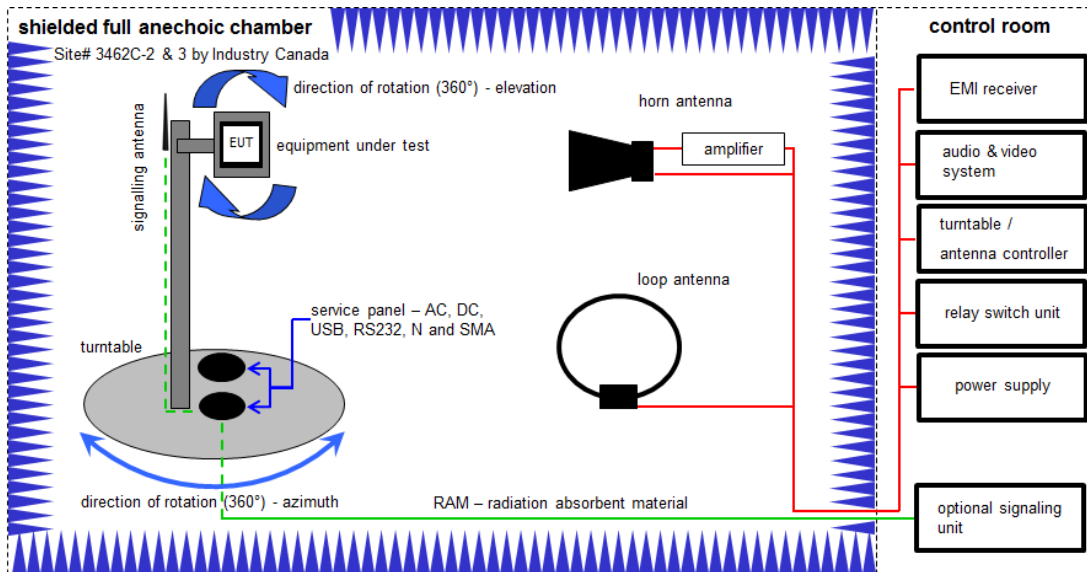 shielded full anechoic chamber
Site# 3462C-2 & 3 by Industry Canada
direction of rotation (360°) - elevation
signalling antenna
EUT
equipment under test
horn antenna
amplifier
loop antenna
service panel – AC, DC,
USB, RS232, N and SMA
turntable
direction of rotation (360°) - azimuth
RAM – radiation absorbent material
control room
EMI receiver
audio & video
system
turntable /
antenna controller
relay switch unit
power supply
optional signaling
unit